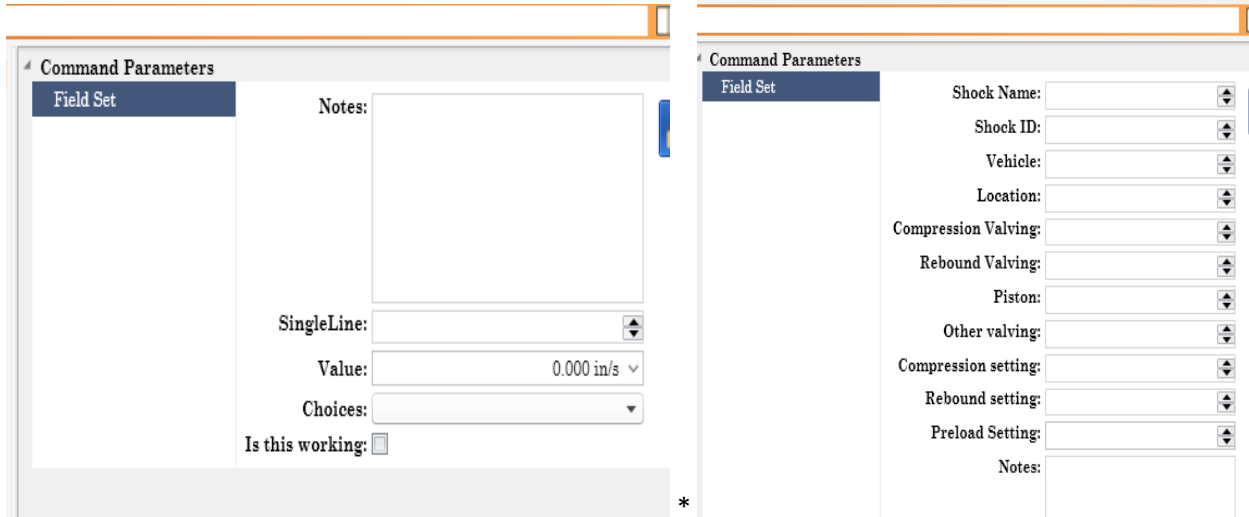 Command Parameters
Field Set
Notes:
SingleLine:
Value:
0.000 in/s
Choices:
Is this working:
*
Command Parameters
Field Set
Shock Name:
Shock ID:
Vehicle:
Location:
Compression Valving:
Rebound Valving:
Piston:
Other valving:
Compression setting:
Rebound setting:
Preload Setting:
Notes: